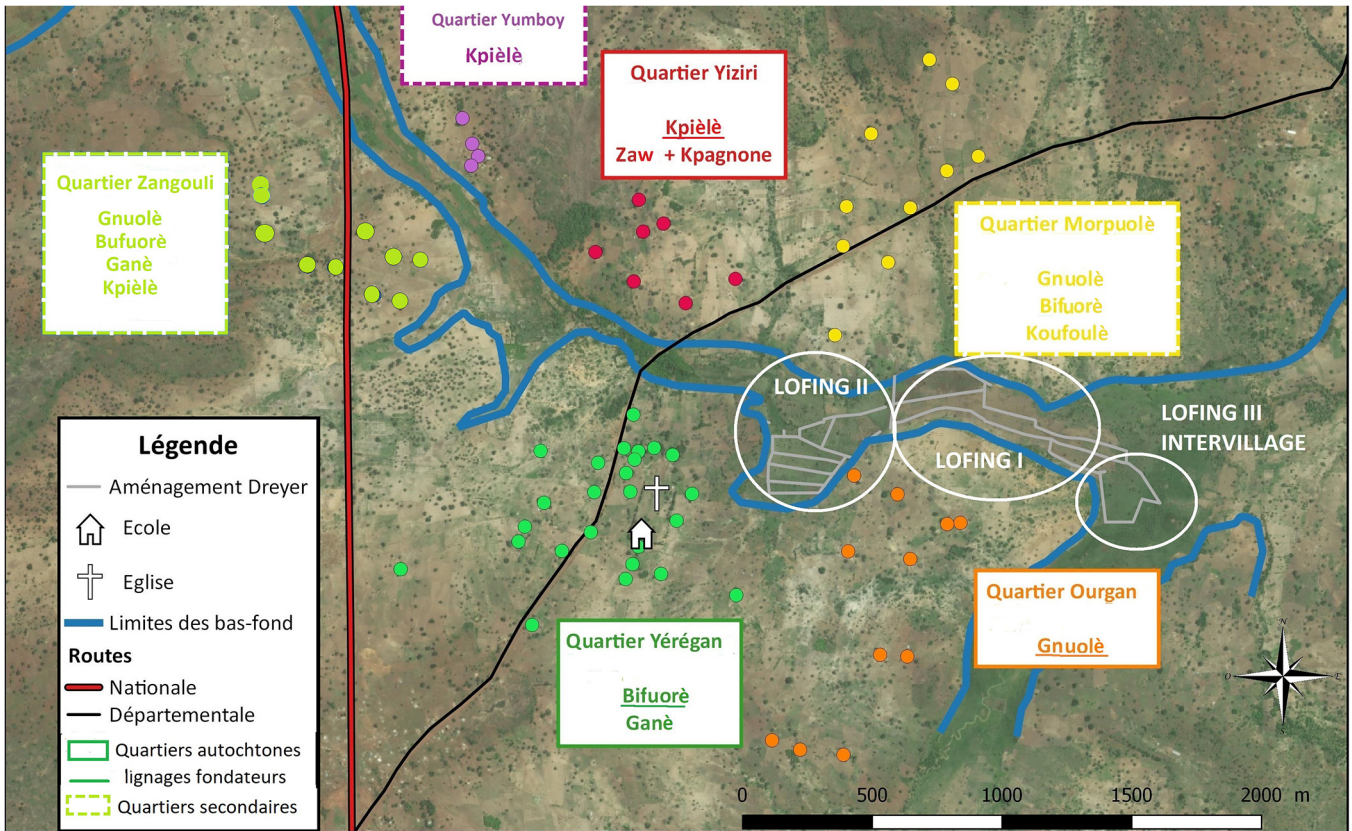 Quartier Yumboy
Kpièlè
Quartier Yiziri
Kpièlè
Zaw + Kpagnone
Quartier Zangouli
Gnuolè
Bufuorè
Ganè
Kpièlè
Quartier Morpuolè
Gnuolè
Bifuorè
Koufoulè
LOFING II
LOFING I
LOFING III
INTERVILLAGE
Légende
Aménagement Dreyer
Ecole
Eglise
Limites des bas-fond
Routes
Nationale
Départementale
Quartiers autochtones
lignages fondateurs
Quartiers secondaires
Quartier Yérégan
Bifuorè
Ganè
Quartier Ourgan
Gnuolè
N
O
E
S
0 500 1000 1500 2000 m